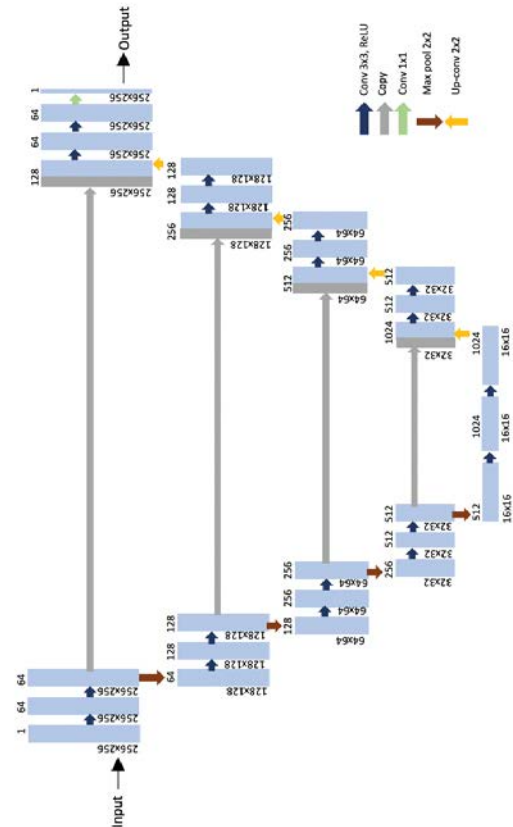 Input
1
64
64
256x256
256x256
256x256
64
128
128
128x128
128x128
128x128
128
256
256
64x64
64x64
64x64
256
512
512
32x32
32x32
32x32
512
1024
1024
16x16
16x16
16x16
1024
512
512
32x32
32x32
32x32
512
256
256
64x64
64x64
64x64
256
128
128
128x128
128x128
128x128
128
64
64
1
256x256
256x256
256x256
256x256
Output
Conv 3x3, ReLU
Copy
Conv 1x1
Max pool 2x2
Up-conv 2x2